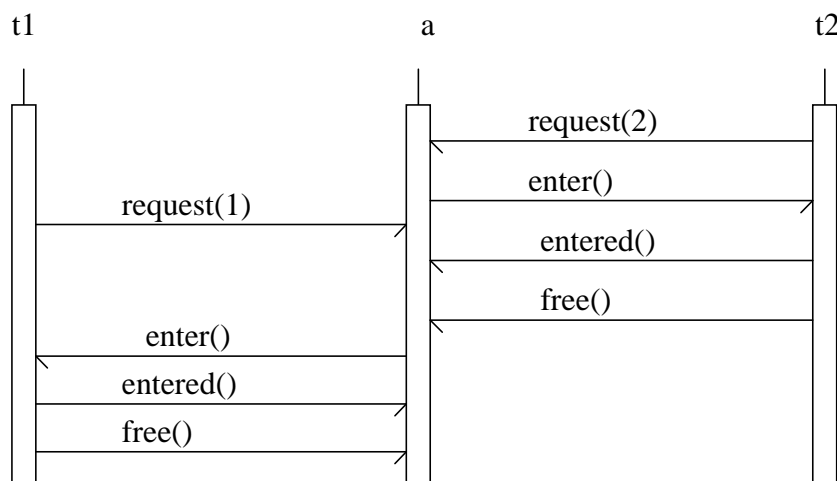 t1 a t2
request(2)
enter()
request(1)
entered()
free()
enter()
entered()
free()